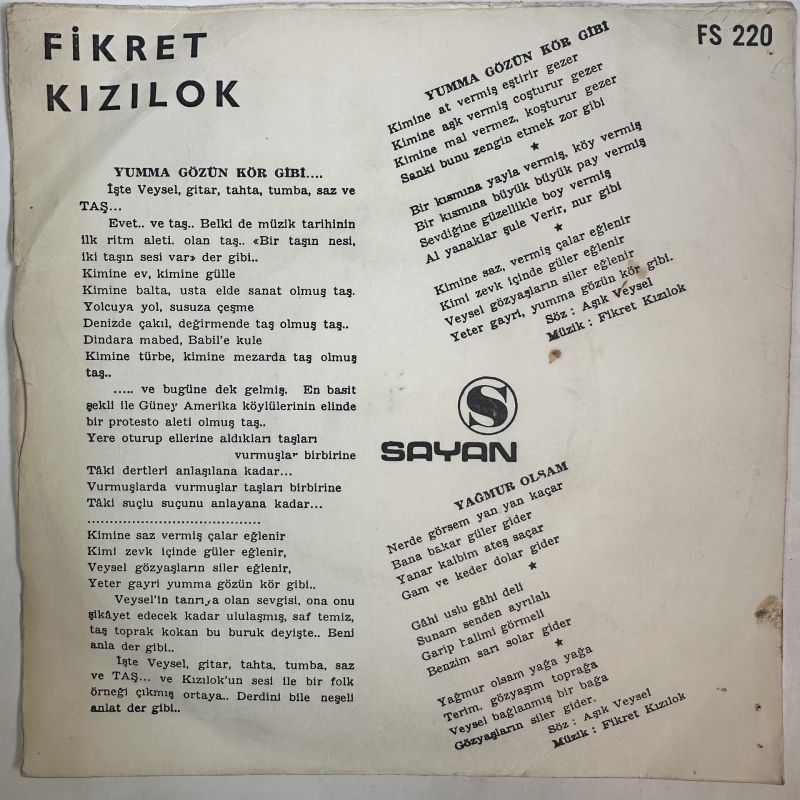 FİKRET
KIZILOK
FS 220
YUMMA GÖZÜN KÖR GİBİ....
İşte Veysel, gitar, tahta, tumba, saz ve
TAŞ...
Evet.. ve taş.. Belki de müzik tarihinin
ilk ritm aleti. olan taş.. «Bir taşın nesi,
iki taşın sesi var» der gibi..
Kimine ev, kimine gülle
Kimine balta, usta elde sanat olmuş taş.
Yolcuya yol, susuza çeşme
Denizde çakıl, değirmende taş olmuş taş..
Dindara mabed, Babil'e kule
Kimine türbe, kimine mezarda taş olmuş
taş..
..... ve bugüne dek gelmiş. En basit
şekli ile Güney Amerika köylülerinin elinde
bir protesto aleti olmuş taş..
Yere oturup ellerine aldıkları taşları
vurmuşlar birbirine
Tâki dertleri anlaşılana kadar...
Vurmuşlarda vurmuşlar taşları birbirine
Tâki suçlu suçunu anlayana kadar...
.......................................
Kimine saz vermiş çalar eğlenir
Kimi zevk içinde güler eğlenir,
Veysel gözyaşların siler eğlenir,
Yeter gayri yumma gözün kör gibi..
Veysel'in tanrıya olan sevgisi, ona onu
şikâyet edecek kadar ululaşmış, saf temiz,
taş toprak kokan bu buruk deyişte.. Beni
anla der gibi..
İşte Veysel, gitar, tahta, tumba, saz
ve TAŞ... ve Kızılok'un sesi ile bir folk
örneği çıkmış ortaya.. Derdini bile neşeli
anlat der gibi..
YUMMA GÖZÜN KÖR GİBİ
Kimine at vermiş eştirir gezer
Kimine aşk vermiş coşturur gezer
Kimine mal vermez, koşturur gezer
Sanki bunu zengin etmek zor gibi
★
Bir kısmına yayla vermiş, köy vermiş
Bir kısmına büyük büyük pay vermiş
Sevdiğine güzellikle boy vermiş
Al yanaklar şule Verir, nur gibi
★
Kimine saz, vermiş çalar eğlenir
Kimi zevk içinde güler eğlenir
Veysel gözyaşların siler eğlenir
Yeter gayri, yumma gözün kör gibi.
Söz : Aşık Veysel
Müzik : Fikret Kızılok
S
SAYAN
YAĞMUR OLSAM
Nerde görsem yan yan kaçar
Bana bakar güler gider
Yanar kalbim ateş saçar
Gam ve keder dolar gider
★
Gâhi uslu gâhi deli
Sunam senden ayrılalı
Garip halimi görmeli
Benzim sarı solar gider
★
Yağmur olsam yağa yağa
Terim, gözyaşım toprağa
Veysel bağlanmış bir bağa
Gözyaşların siler gider.
Söz : Aşık Veysel
Müzik : Fikret Kızılok